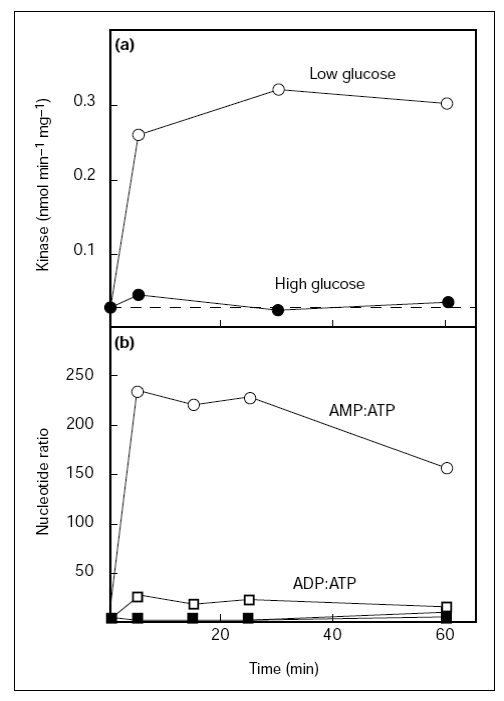 (a)
Low glucose
High glucose
Kinase (nmol min–1 mg–1)
0.3
0.2
0.1
(b)
AMP:ATP
ADP:ATP
Nucleotide ratio
250
200
150
100
50
20 40 60
Time (min)